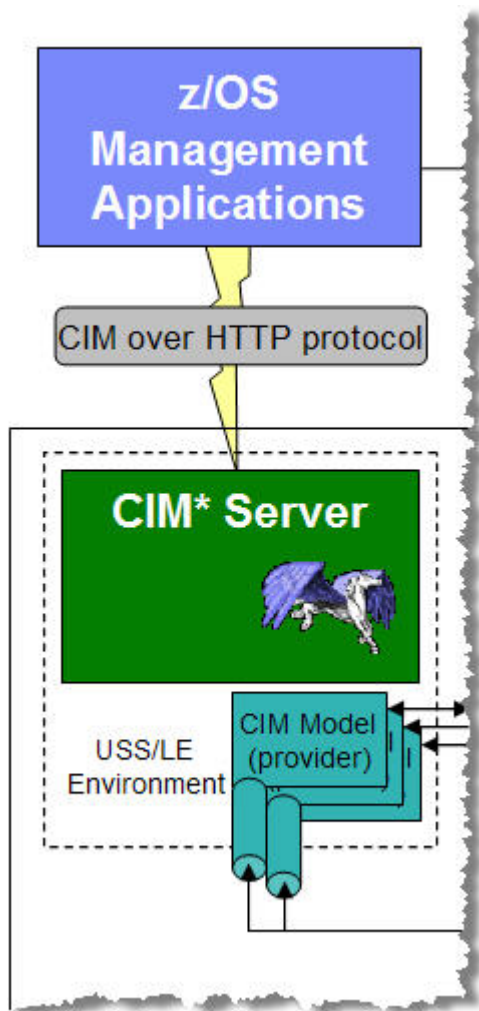 z/OS
Management
Applications
CIM over HTTP protocol
CIM* Server
CIM Model
(provider)
USS/LE
Environment